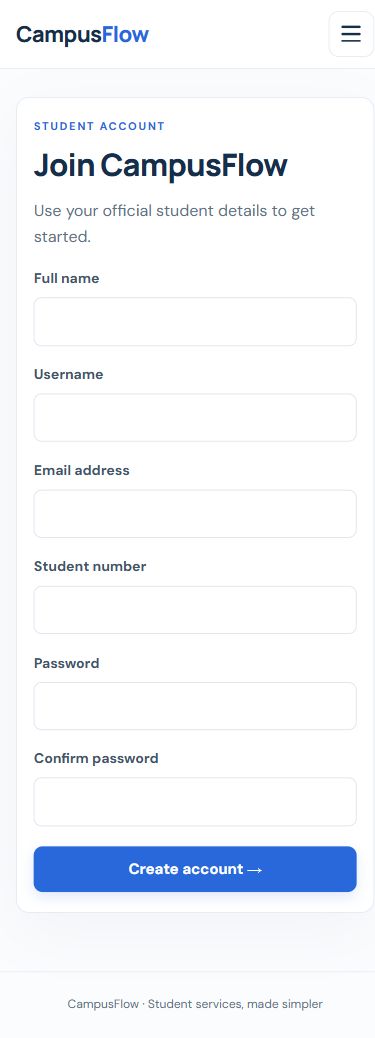 CampusFlow
STUDENT ACCOUNT
Join CampusFlow
Use your official student details to get
started.
Full name
Username
Email address
Student number
Password
Confirm password
Create account →
CampusFlow · Student services, made simpler